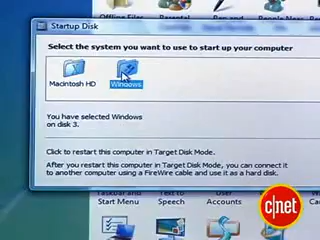 Startup Disk
Select the system you want to use to start up your computer
Macintosh HD
Windows
You have selected Windows
on disk 3.
Click to restart this computer in Target Disk Mode.
After you restart this computer in Target Disk Mode, you can connect it
to another computer using a FireWire cable and use it as a hard disk.
Taskbar and
Start Menu
Text to
Speech
User
Accounts
Windows
c|net